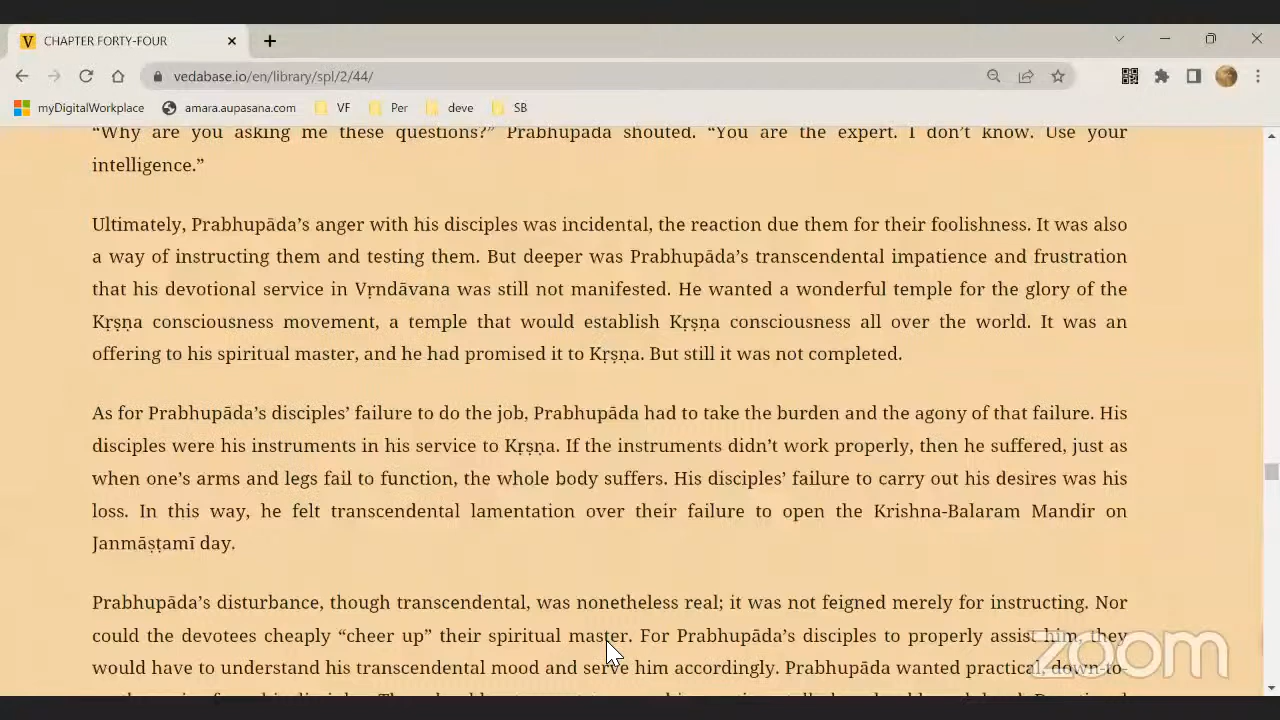 CHAPTER FORTY-FOUR
vedabase.io/en/library/spl/2/44/
myDigitalWorkplace amara.aupasana.com VF Per deve SB
“Why are you asking me these questions?” Prabhupāda shouted. “You are the expert. I don’t know. Use your
intelligence.”
Ultimately, Prabhupāda’s anger with his disciples was incidental, the reaction due them for their foolishness. It was also
a way of instructing them and testing them. But deeper was Prabhupāda’s transcendental impatience and frustration
that his devotional service in Vṛndāvana was still not manifested. He wanted a wonderful temple for the glory of the
Kṛṣṇa consciousness movement, a temple that would establish Kṛṣṇa consciousness all over the world. It was an
offering to his spiritual master, and he had promised it to Kṛṣṇa. But still it was not completed.
As for Prabhupāda’s disciples’ failure to do the job, Prabhupāda had to take the burden and the agony of that failure. His
disciples were his instruments in his service to Kṛṣṇa. If the instruments didn’t work properly, then he suffered, just as
when one’s arms and legs fail to function, the whole body suffers. His disciples’ failure to carry out his desires was his
loss. In this way, he felt transcendental lamentation over their failure to open the Krishna-Balaram Mandir on
Janmāṣṭamī day.
Prabhupāda’s disturbance, though transcendental, was nonetheless real; it was not feigned merely for instructing. Nor
could the devotees cheaply “cheer up” their spiritual master. For Prabhupāda’s disciples to properly assist him, they
would have to understand his transcendental mood and serve him accordingly. Prabhupāda wanted practical, down-to-
zoom